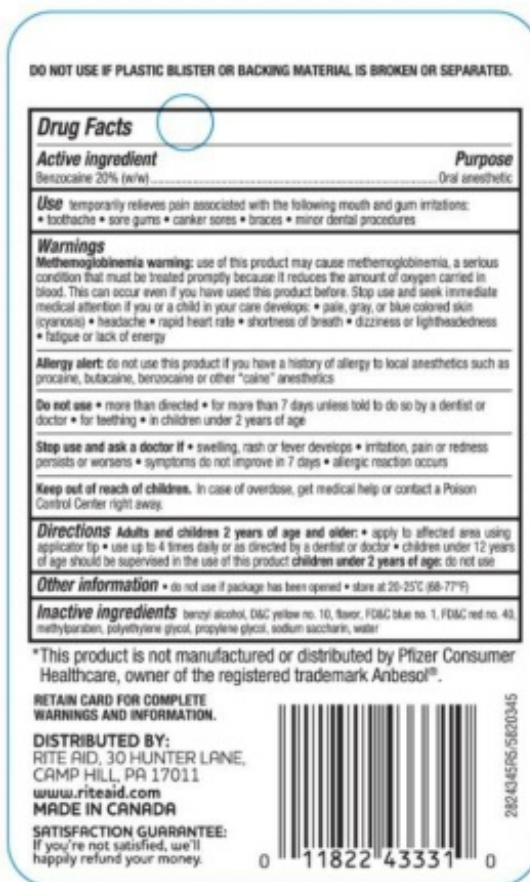 DO NOT USE IF PLASTIC BLISTER OR BACKING MATERIAL IS BROKEN OR SEPARATED.
Drug Facts
Active ingredient Purpose
Benzocaine 20% (w/w)...Oral anesthetic
Use temporarily relieves pain associated with the following mouth and gum irritations:
• toothache • sore gums • canker sores • braces • minor dental procedures
Warnings
Methemoglobinemia warning: use of this product may cause methemoglobinemia, a serious
condition that must be treated promptly because it reduces the amount of oxygen carried in
blood. This can occur even if you have used this product before. Stop use and seek immediate
medical attention if you or a child in your care develops: • pale, gray, or blue colored skin
(cyanosis) • headache • rapid heart rate • shortness of breath • dizziness or lightheadedness
• fatigue or lack of energy
Allergy alert: do not use this product if you have a history of allergy to local anesthetics such as
procaine, butacaine, benzocaine or other "caine" anesthetics
Do not use • more than directed • for more than 7 days unless told to do so by a dentist or
doctor • for teething • in children under 2 years of age
Stop use and ask a doctor if • swelling, rash or fever develops • irritation, pain or redness
persists or worsens • symptoms do not improve in 7 days • allergic reaction occurs
Keep out of reach of children. In case of overdose, get medical help or contact a Poison
Control Center right away.
Directions Adults and children 2 years of age and older: • apply to affected area using
applicator tip • use up to 4 times daily or as directed by a dentist or doctor • children under 12 years
of age should be supervised in the use of this product children under 2 years of age: do not use
Other information • do not use if package has been opened • store at 20-25°C (68-77°F)
Inactive ingredients benzyl alcohol, D&C yellow no. 10, flavor, FD&C blue no. 1, FD&C red no. 40,
methylparaben, polyethylene glycol, propylene glycol, sodium saccharin, water
*This product is not manufactured or distributed by Pfizer Consumer
Healthcare, owner of the registered trademark Anbesol®.
RETAIN CARD FOR COMPLETE
WARNINGS AND INFORMATION.
DISTRIBUTED BY:
RITE AID, 30 HUNTER LANE,
CAMP HILL, PA 17011
www.riteaid.com
MADE IN CANADA
SATISFACTION GUARANTEE:
If you're not satisfied, we'll
happily refund your money.
0 11822 43331 0
2824345R5/5820345